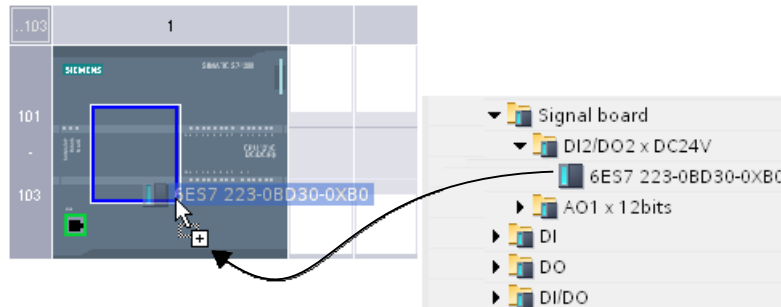 ..103
1
SIEMENS
SIMATIC S7-1200
101
-
103
6ES7 223-0BD30-0XB0
Signal board
DI2/DO2 x DC24V
6ES7 223-0BD30-0XB0
AO1 x 12bits
DI
DO
DI/DO